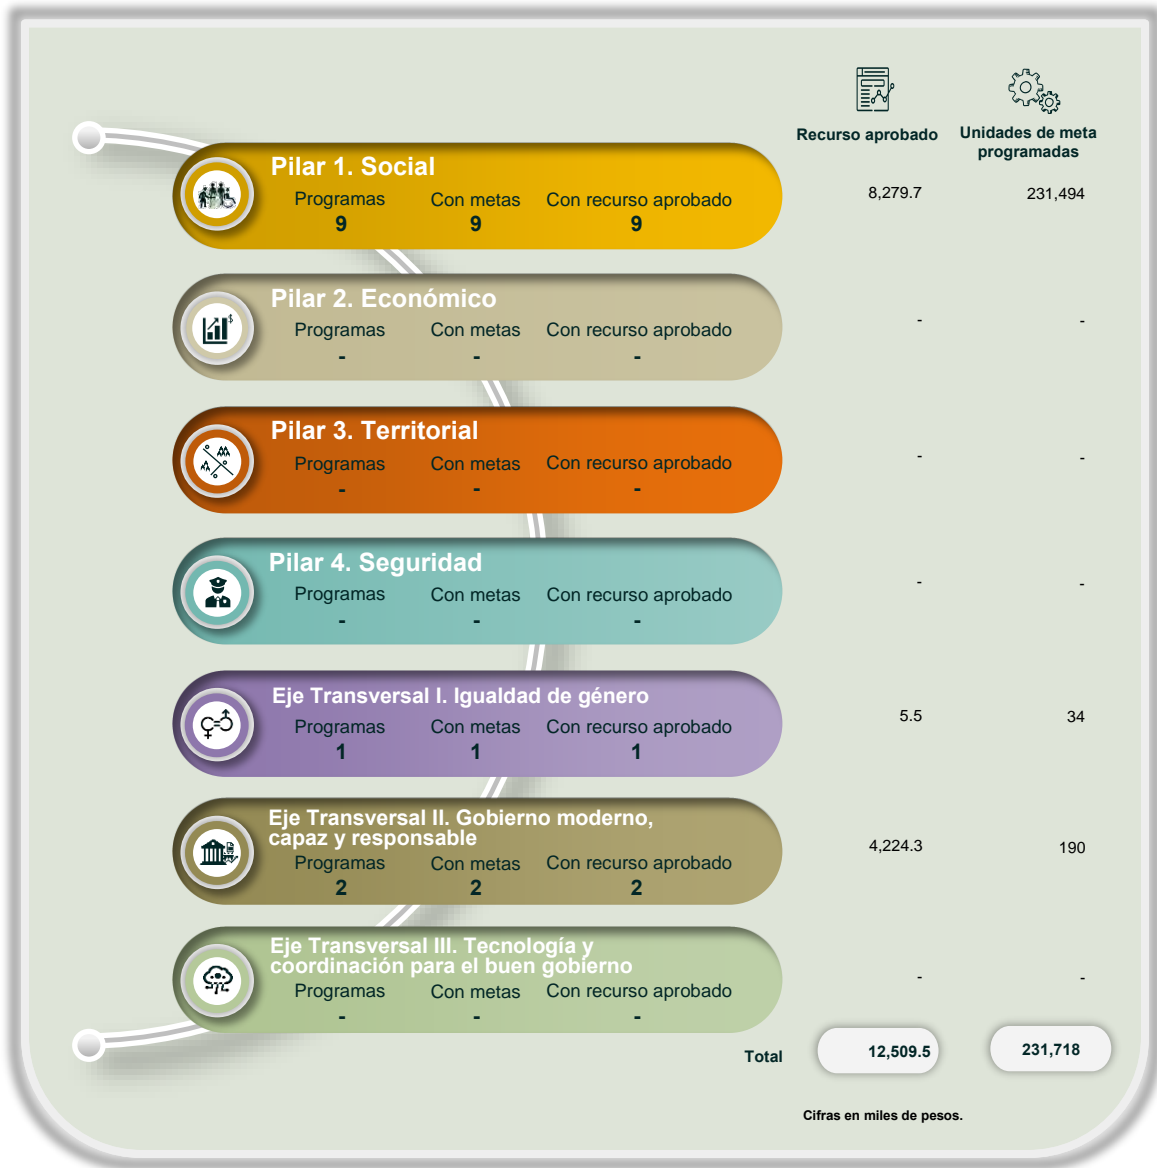 Recurso aprobado
Unidades de meta
programadas
Pilar 1. Social
Programas Con metas Con recurso aprobado
9 9 9
8,279.7 231,494
Pilar 2. Económico
Programas Con metas Con recurso aprobado
- - -
- -
Pilar 3. Territorial
Programas Con metas Con recurso aprobado
- - -
- -
Pilar 4. Seguridad
Programas Con metas Con recurso aprobado
- - -
- -
Eje Transversal I. Igualdad de género
Programas Con metas Con recurso aprobado
1 1 1
5.5 34
Eje Transversal II. Gobierno moderno,
capaz y responsable
Programas Con metas Con recurso aprobado
2 2 2
4,224.3 190
Eje Transversal III. Tecnología y
coordinación para el buen gobierno
Programas Con metas Con recurso aprobado
- - -
- -
Total 12,509.5 231,718
Cifras en miles de pesos.